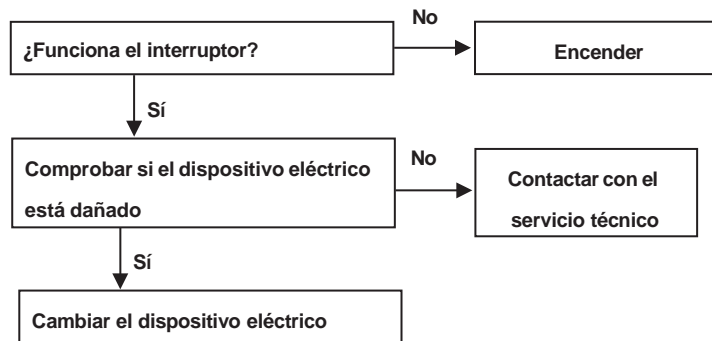 No
¿Funciona el interruptor?
Encender
Sí
Comprobar si el dispositivo eléctrico
está dañado
No
Contactar con el
servicio técnico
Sí
Cambiar el dispositivo eléctrico